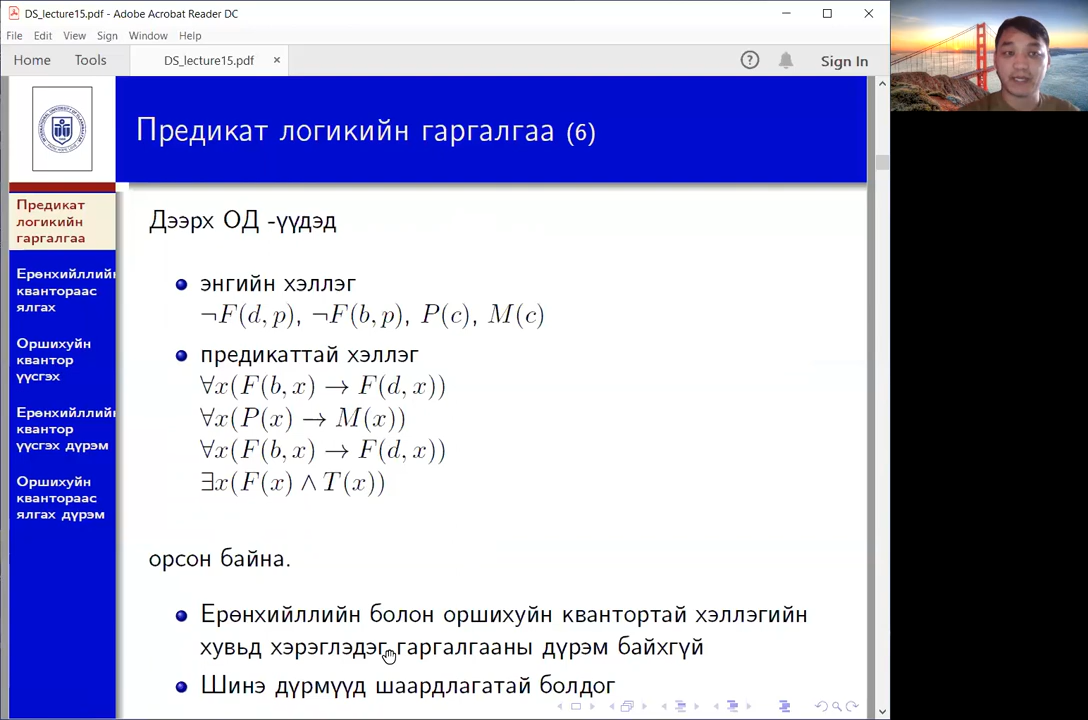 DS_lecture15.pdf - Adobe Acrobat Reader DC
File Edit View Sign Window Help
Home Tools DS_lecture15.pdf × Sign In
Предикат логикийн гаргалгаа (6)
Предикат
логикийн
гаргалгаа
Ерөнхийллийн
квантораас
ялгах
Оршихуйн
квантор
үүсгэх
Ерөнхийллийн
квантор
үүсгэх дүрэм
Оршихуйн
квантораас
ялгах дүрэм
Дээрх ОД -үүдэд
энгийн хэллэг
¬F(d, p), ¬F(b, p), P(c), M(c)
предикаттай хэллэг
∀x(F(b, x) → F(d, x))
∀x(P(x) → M(x))
∀x(F(b, x) → F(d, x))
∃x(F(x) ∧ T(x))
орсон байна.
Ерөнхийллийн болон оршихуйн квантортай хэллэгийн
хувьд хэрэглэдэг гаргалгааны дүрэм байхгүй
Шинэ дүрмүүд шаардлагатай болдог